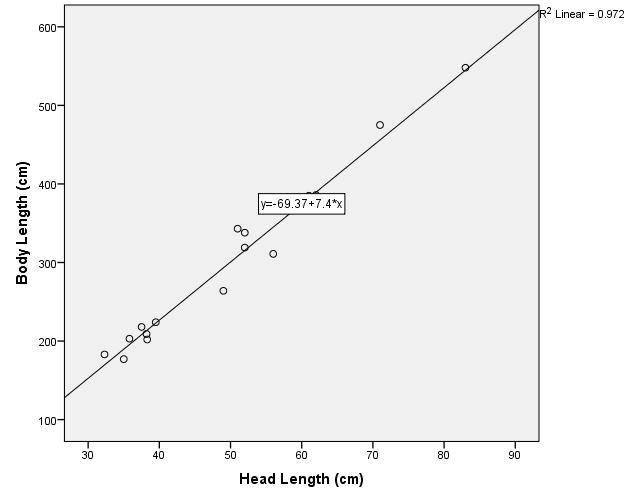 R² Linear = 0.972
600
500
400
300
200
100
Body Length (cm)
y=-69.37+7.4*x
30 40 50 60 70 80 90
Head Length (cm)